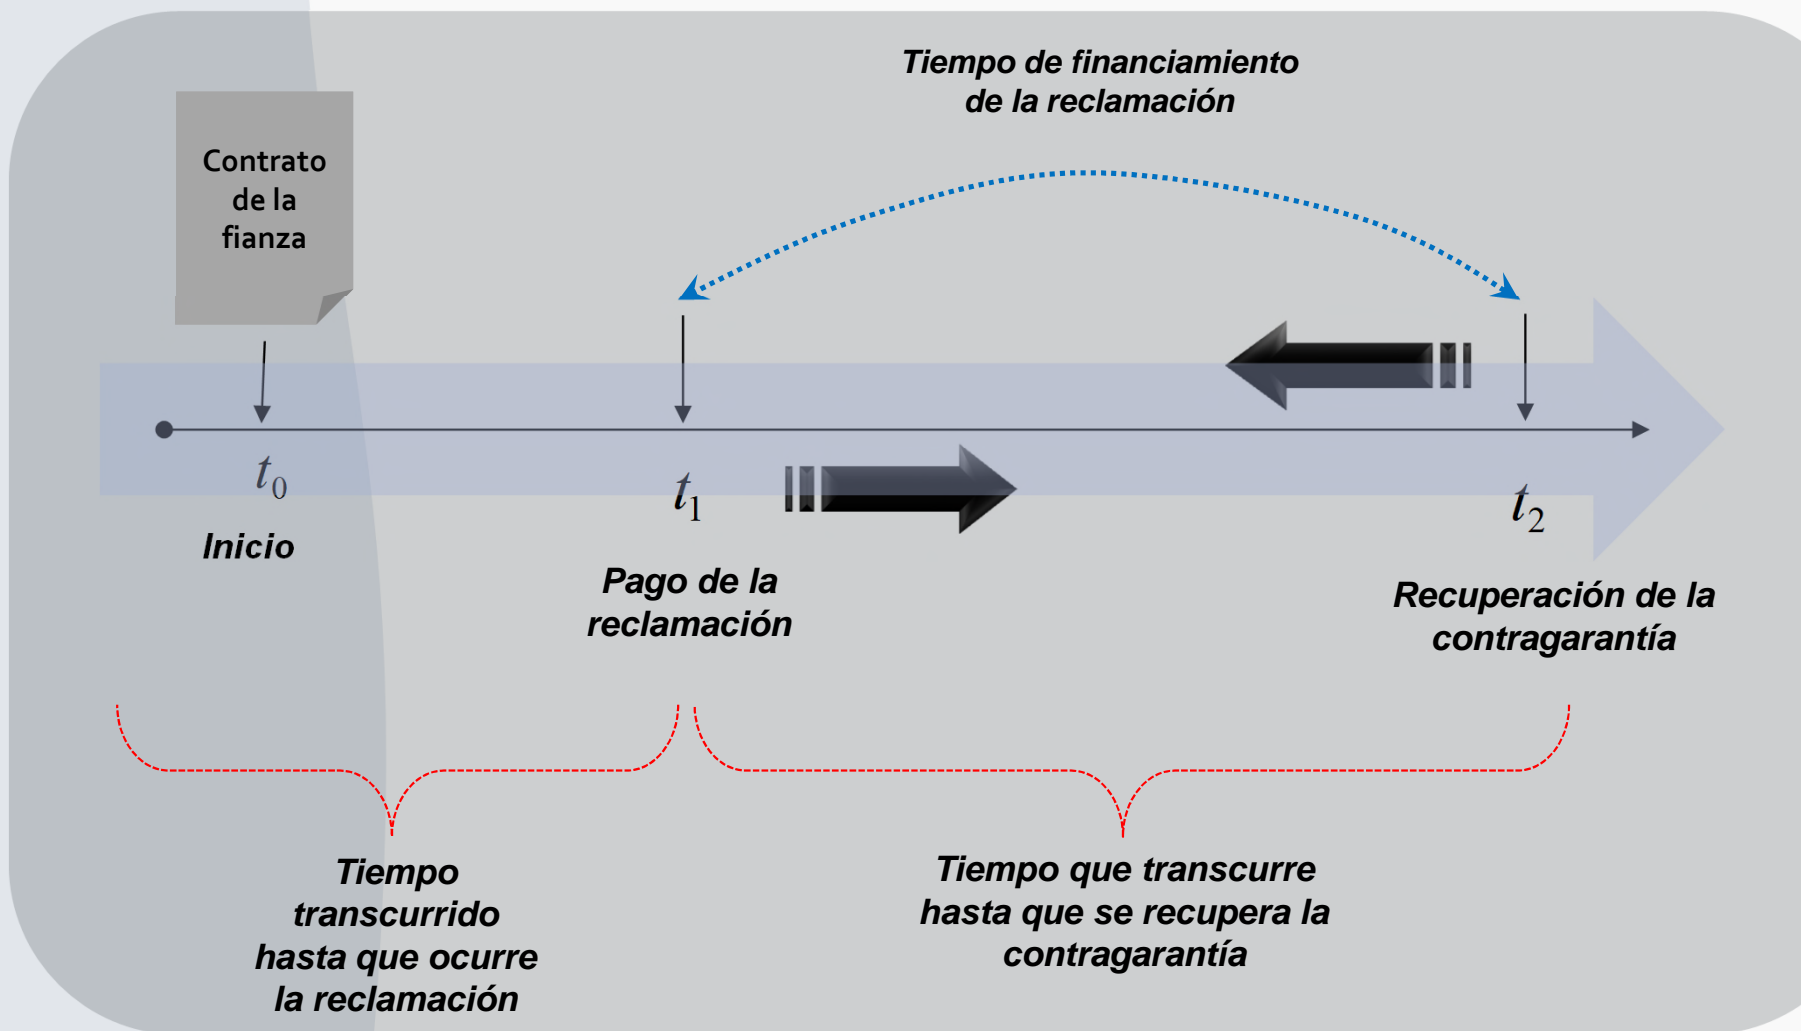 Tiempo de financiamiento
de la reclamación
Contrato
de la
fianza
t0
t1
t2
Inicio
Pago de la
reclamación
Recuperación de la
contragarantía
Tiempo
transcurrido
hasta que ocurre
la reclamación
Tiempo que transcurre
hasta que se recupera la
contragarantía